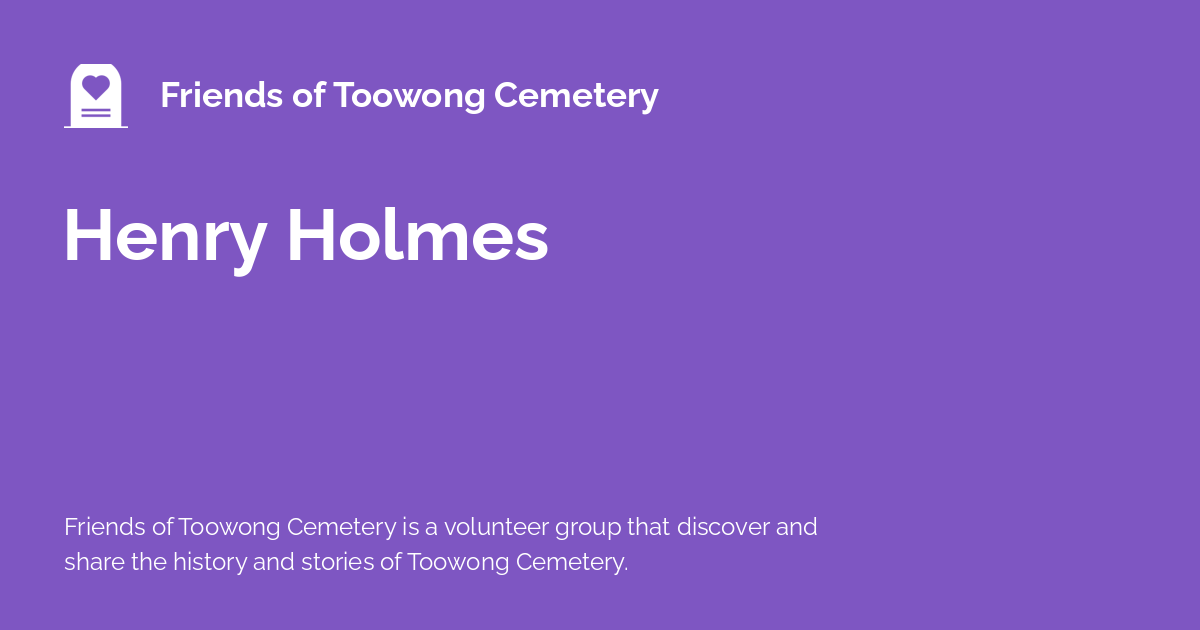 Friends of Toowong Cemetery
Henry Holmes
Friends of Toowong Cemetery is a volunteer group that discover and
share the history and stories of Toowong Cemetery.